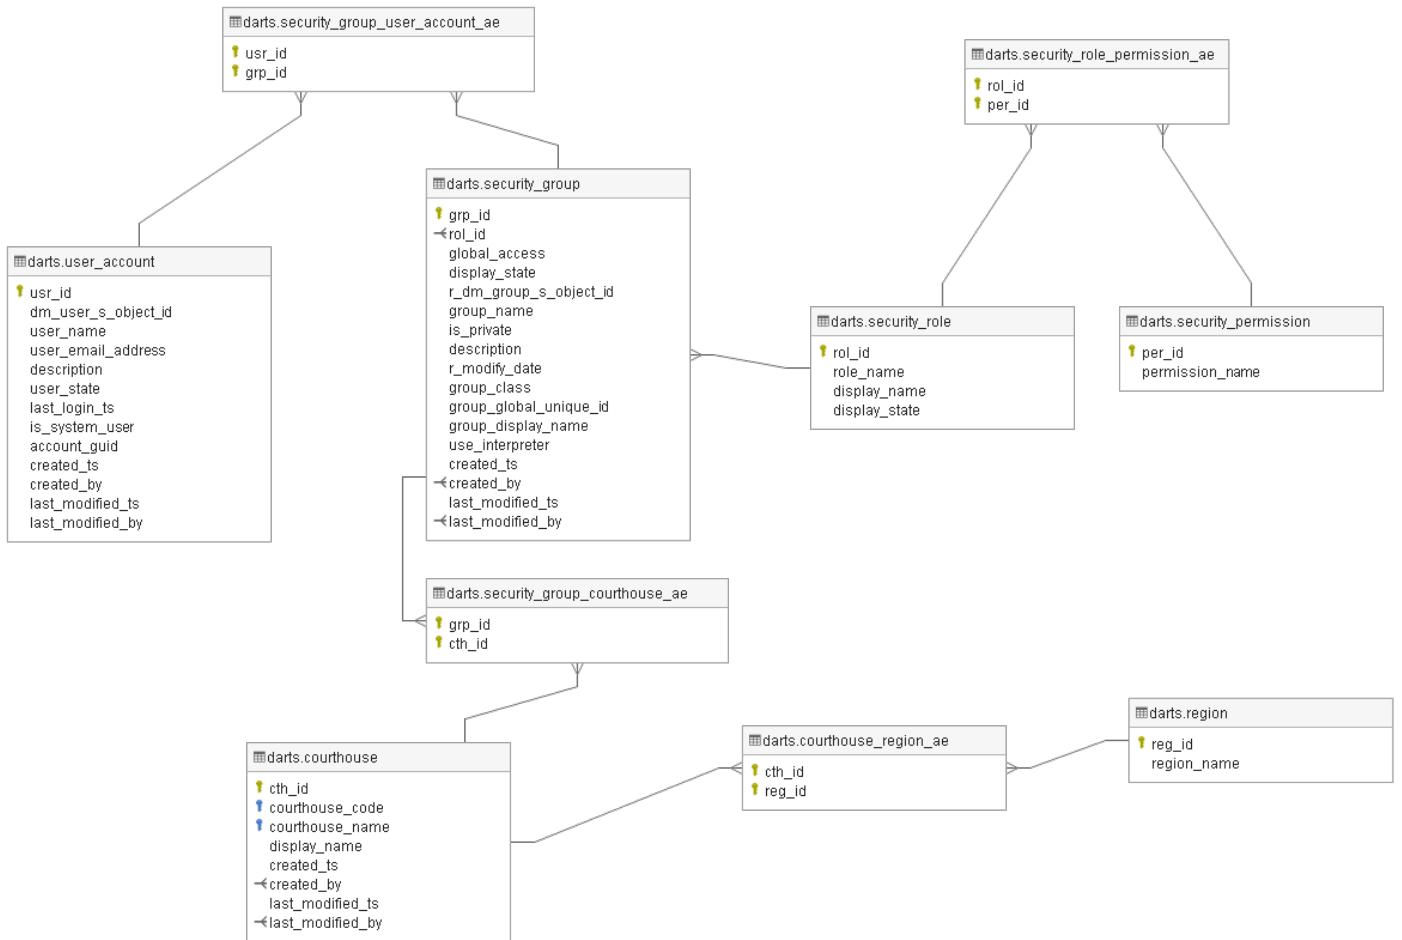 darts.security_group_user_account_ae
usr_id
grp_id
darts.security_role_permission_ae
rol_id
per_id
darts.security_group
grp_id
rol_id
global_access
display_state
r_dm_group_s_object_id
group_name
is_private
description
r_modify_date
group_class
group_global_unique_id
group_display_name
use_interpreter
created_ts
created_by
last_modified_ts
last_modified_by
darts.user_account
usr_id
dm_user_s_object_id
user_name
user_email_address
description
user_state
last_login_ts
is_system_user
account_guid
created_ts
created_by
last_modified_ts
last_modified_by
darts.security_role
rol_id
role_name
display_name
display_state
darts.security_permission
per_id
permission_name
darts.security_group_courthouse_ae
grp_id
cth_id
darts.courthouse
cth_id
courthouse_code
courthouse_name
display_name
created_ts
created_by
last_modified_ts
last_modified_by
darts.courthouse_region_ae
cth_id
reg_id
darts.region
reg_id
region_name